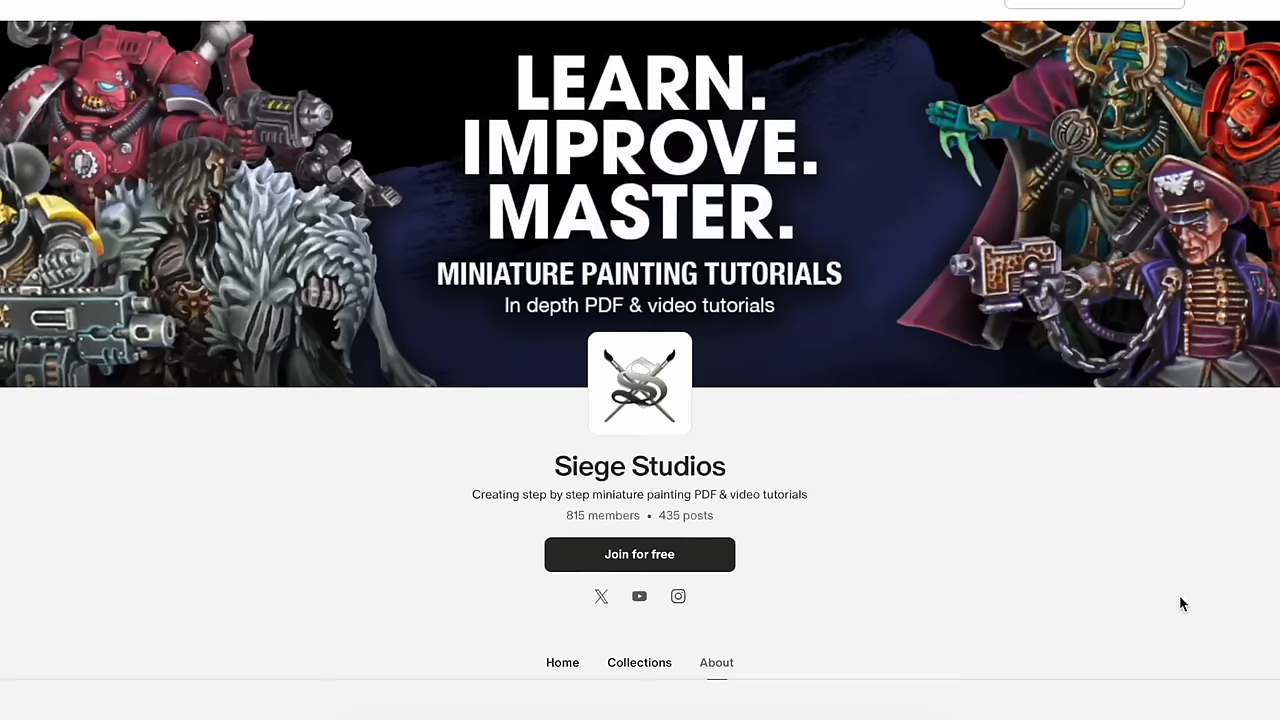 LEARN.
IMPROVE.
MASTER.
MINIATURE PAINTING TUTORIALS
In depth PDF & video tutorials
Siege Studios
Creating step by step miniature painting PDF & video tutorials
815 members • 435 posts
Join for free
Home Collections About